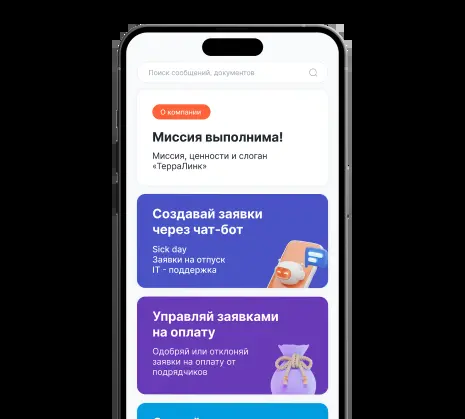 Поиск сообщений, документов
О компании
Миссия выполнима!
Миссия, ценности и слоган
«ТерраЛинк»
Создавай заявки
через чат-бот
Sick day
Заявки на отпуск
IT - поддержка
Управляй заявками
на оплату
Одобряй или отклоняй
заявки на оплату от
подрядчиков